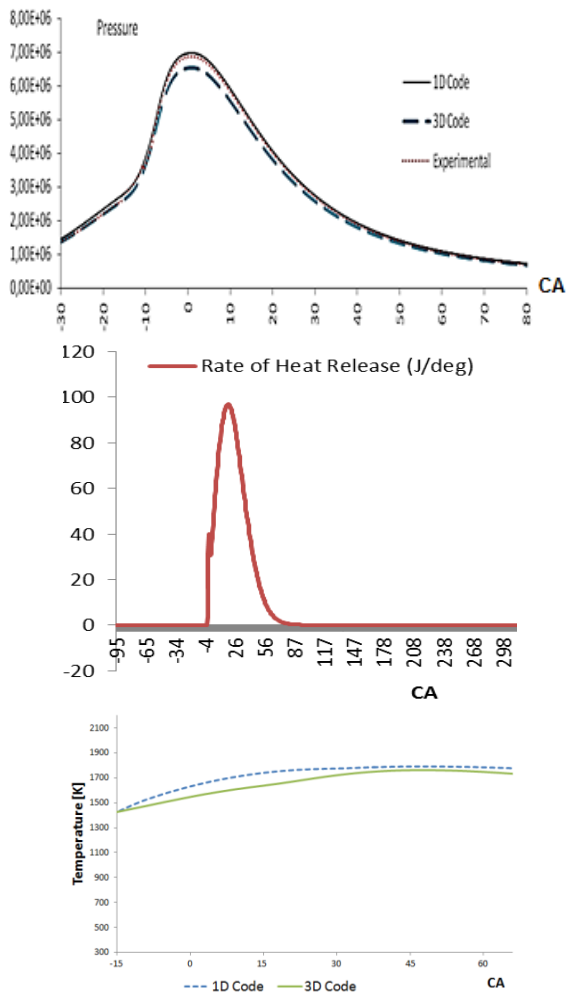 8,00E+06
Pressure
7,00E+06
6,00E+06
5,00E+06
4,00E+06
3,00E+06
2,00E+06
1,00E+06
0,00E+00
1D Code
3D Code
Experimental
-30 -20 -10 0 10 20 30 40 50 60 70 80
CA
120
Rate of Heat Release (J/deg)
100
80
60
40
20
0
-20
-95 -65 -34 -4 26 56 87 117 147 178 208 238 268 298
CA
Temperature [K]
2100
1900
1700
1500
1300
1100
900
700
500
300
-15 0 15 30 45 60
CA
1D Code 3D Code